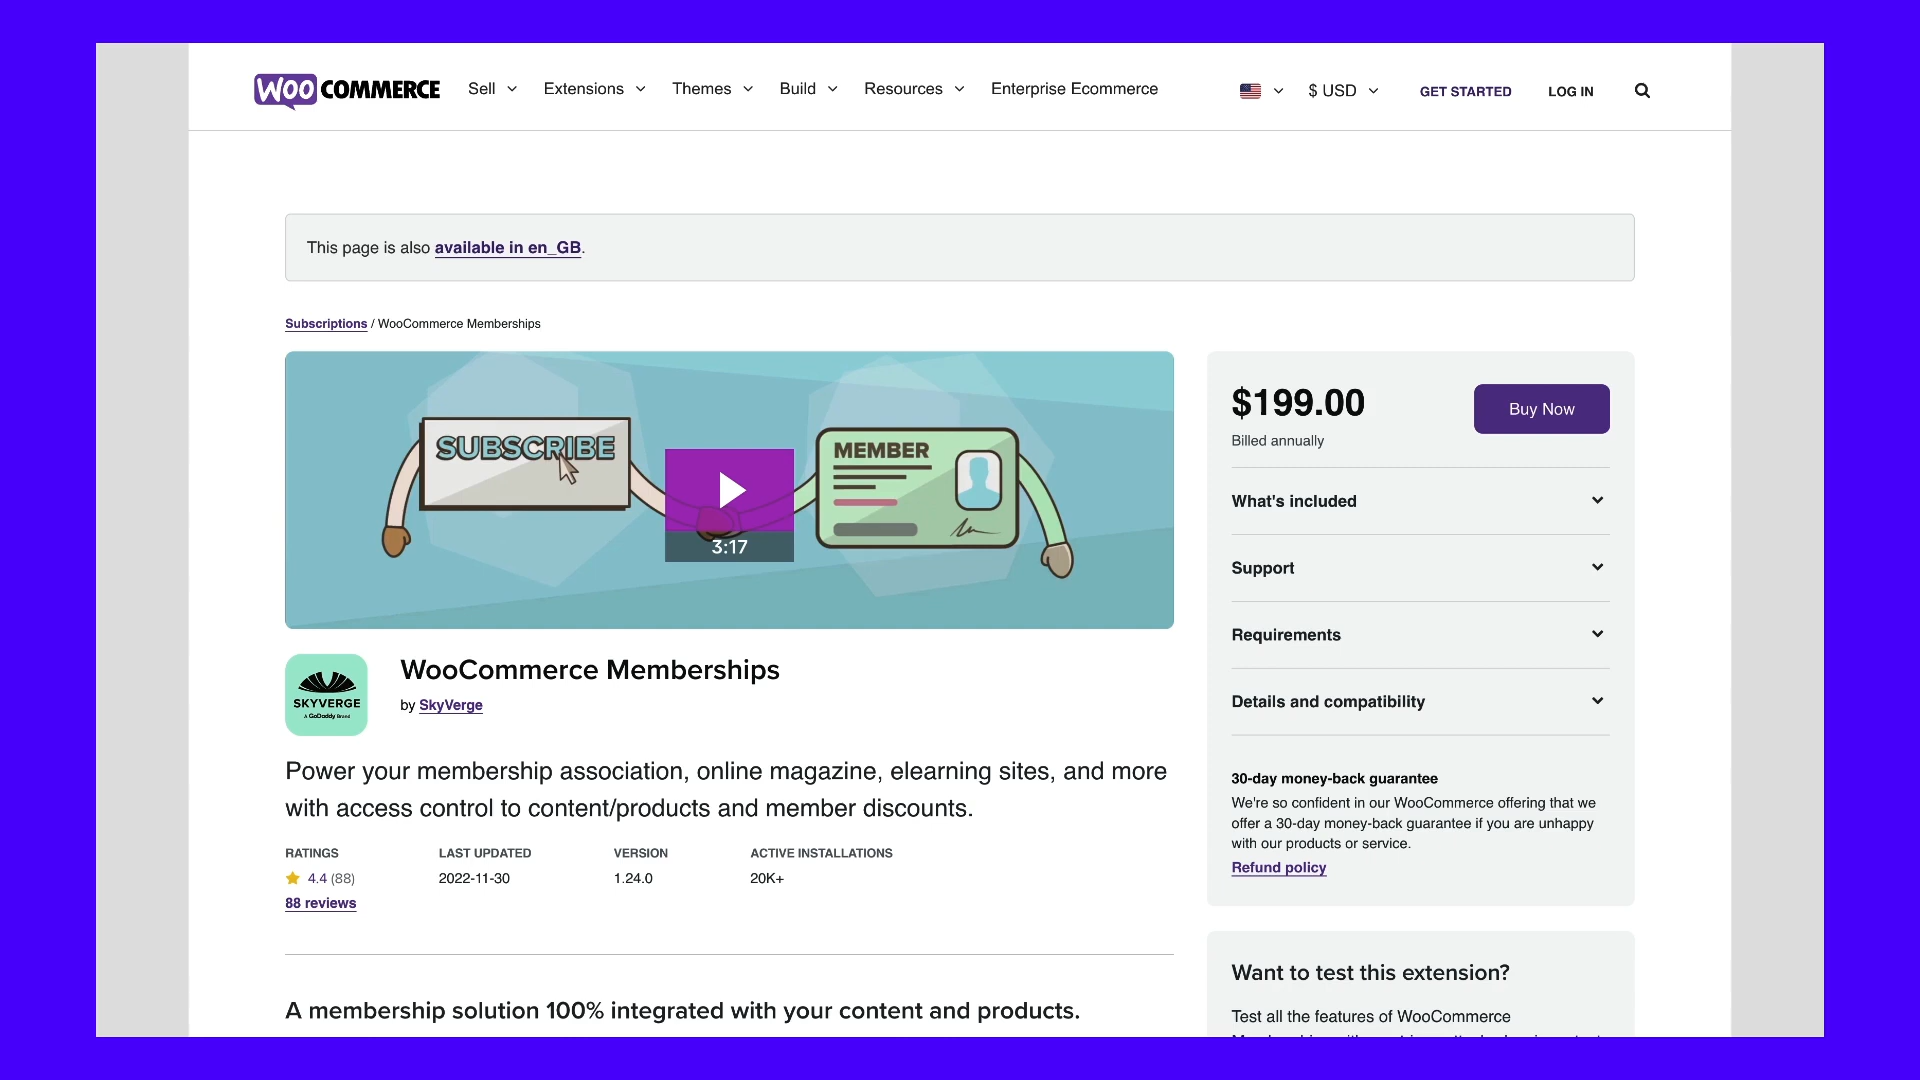 WOO COMMERCE
Sell
Extensions
Themes
Build
Resources
Enterprise Ecommerce
$ USD
GET STARTED
LOG IN
This page is also available in en_GB.
Subscriptions / WooCommerce Memberships
SUBSCRIBE
MEMBER
3:17
SKYVERGE
A GoDaddy Brand
WooCommerce Memberships
by SkyVerge
Power your membership association, online magazine, elearning sites, and more
with access control to content/products and member discounts.
RATINGS
4.4 (88)
88 reviews
LAST UPDATED
2022-11-30
VERSION
1.24.0
ACTIVE INSTALLATIONS
20K+
A membership solution 100% integrated with your content and products.
$199.00
Buy Now
Billed annually
What's included
Support
Requirements
Details and compatibility
30-day money-back guarantee
We're so confident in our WooCommerce offering that we
offer a 30-day money-back guarantee if you are unhappy
with our products or service.
Refund policy
Want to test this extension?
Test all the features of WooCommerce